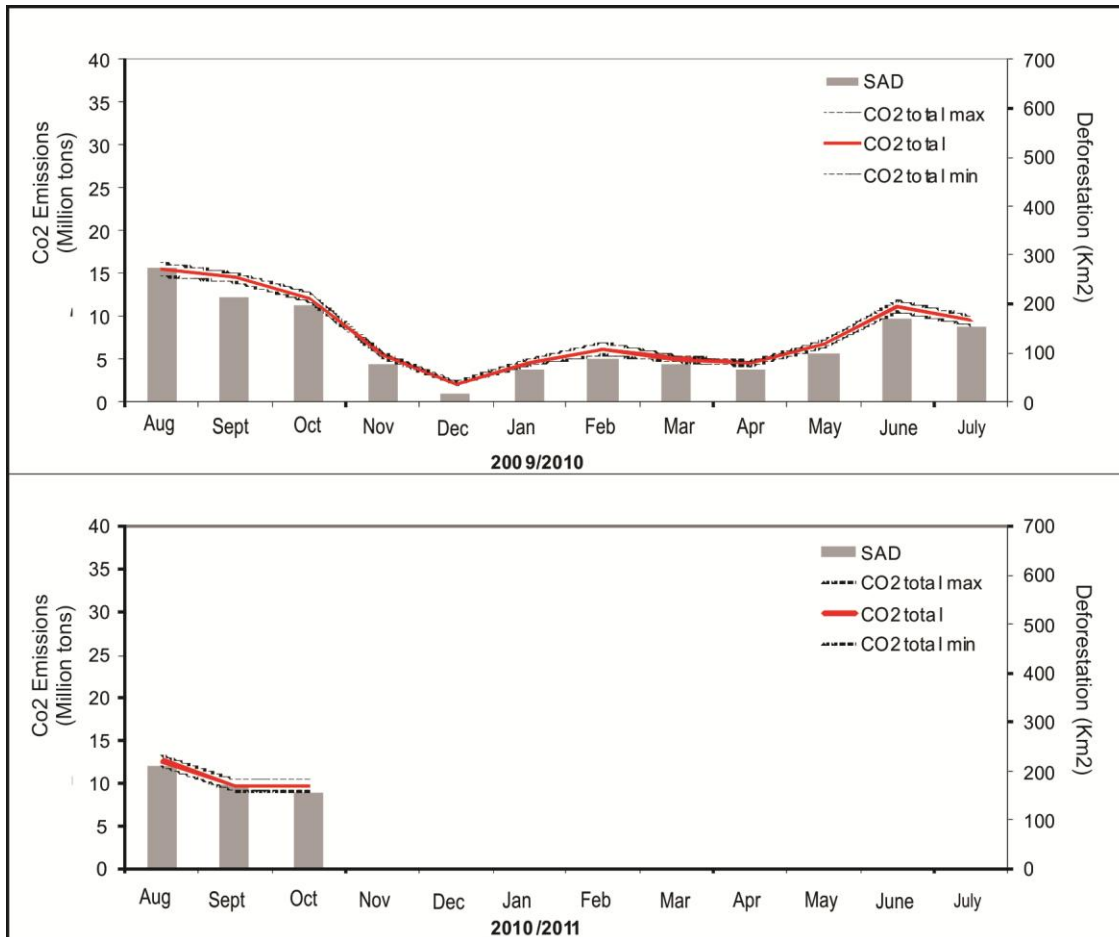 Co2 Emissions
(Million tons)
40
35
30
25
20
15
10
5
0
SAD
CO2 total max
CO2 total
CO2 total min
700
600
500
400
300
200
100
0
Deforestation (Km2)
Aug Sept Oct Nov Dec Jan Feb Mar Apr May June July
2009/2010
Co2 Emissions
(Million tons)
40
35
30
25
20
15
10
5
0
SAD
CO2 total max
CO2 total
CO2 total min
700
600
500
400
300
200
100
0
Deforestation (Km2)
Aug Sept Oct Nov Dec Jan Feb Mar Apr May June July
2010/2011